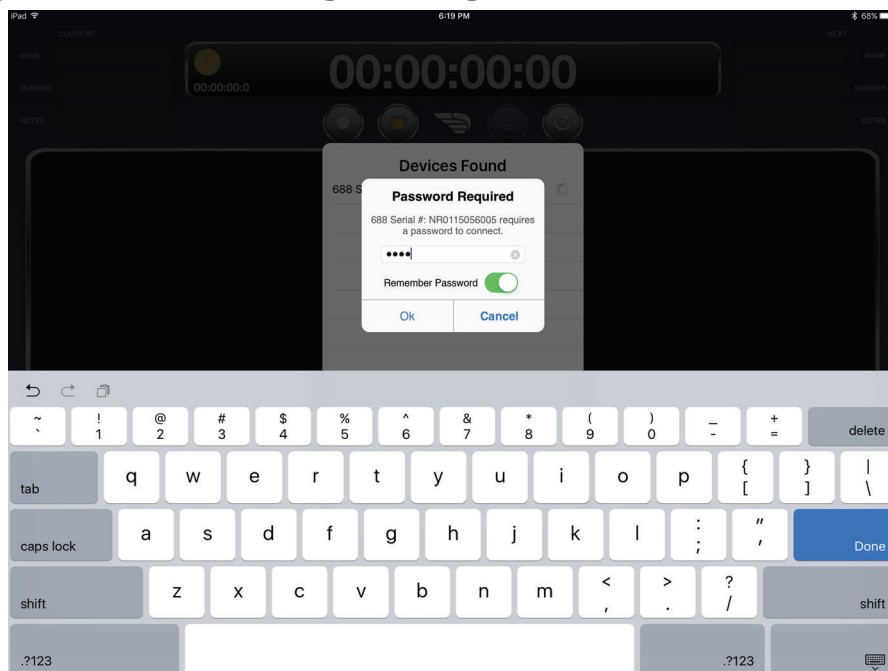 iPad 6:19 PM 68%
CURRENT NEXT
NAME NAME
NUMBER 00:00:00:0 00:00:00:00 NUMBER
NOTES NOTES
Devices Found
688 S
Password Required
688 Serial #: NR0115056005 requires
a password to connect.
••••
Remember Password
Ok Cancel
~ ! @ # $ % ^ & * ( ) _ +
` 1 2 3 4 5 6 7 8 9 0 - = delete
tab q w e r t y u i o p { } |
[ ] \
caps lock a s d f g h j k l : "
; ' Done
shift z x c v b n m < > ? shift
, . /
.?123 .?123